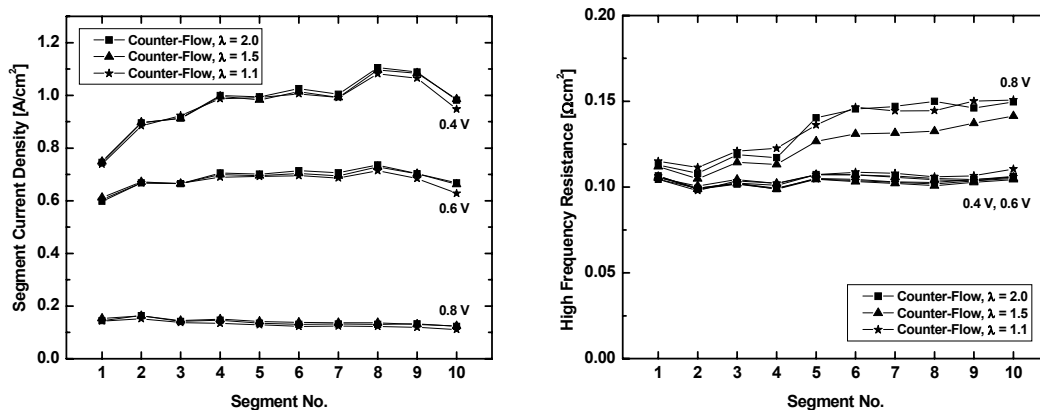 Segment Current Density [A/cm²]
1.2
1.0
0.8
0.6
0.4
0.2
0.0
Counter-Flow, λ = 2.0
Counter-Flow, λ = 1.5
Counter-Flow, λ = 1.1
0.4 V
0.6 V
0.8 V
1 2 3 4 5 6 7 8 9 10
Segment No.
High Frequency Resistance [Ωcm²]
0.20
0.15
0.10
0.05
0.00
0.8 V
0.4 V, 0.6 V
Counter-Flow, λ = 2.0
Counter-Flow, λ = 1.5
Counter-Flow, λ = 1.1
1 2 3 4 5 6 7 8 9 10
Segment No.